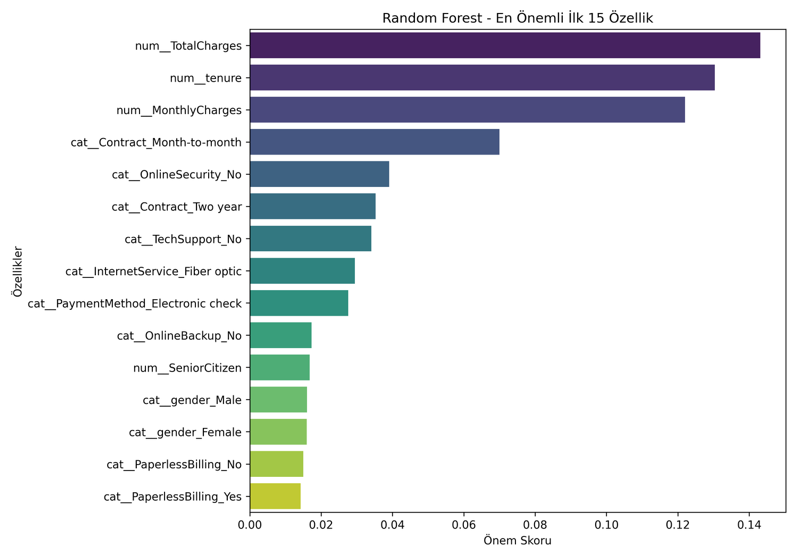 Random Forest - En Önemli İlk 15 Özellik
Özellikler
num__TotalCharges
num__tenure
num__MonthlyCharges
cat__Contract_Month-to-month
cat__OnlineSecurity_No
cat__Contract_Two year
cat__TechSupport_No
cat__InternetService_Fiber optic
cat__PaymentMethod_Electronic check
cat__OnlineBackup_No
num__SeniorCitizen
cat__gender_Male
cat__gender_Female
cat__PaperlessBilling_No
cat__PaperlessBilling_Yes
0.00 0.02 0.04 0.06 0.08 0.10 0.12 0.14
Önem Skoru